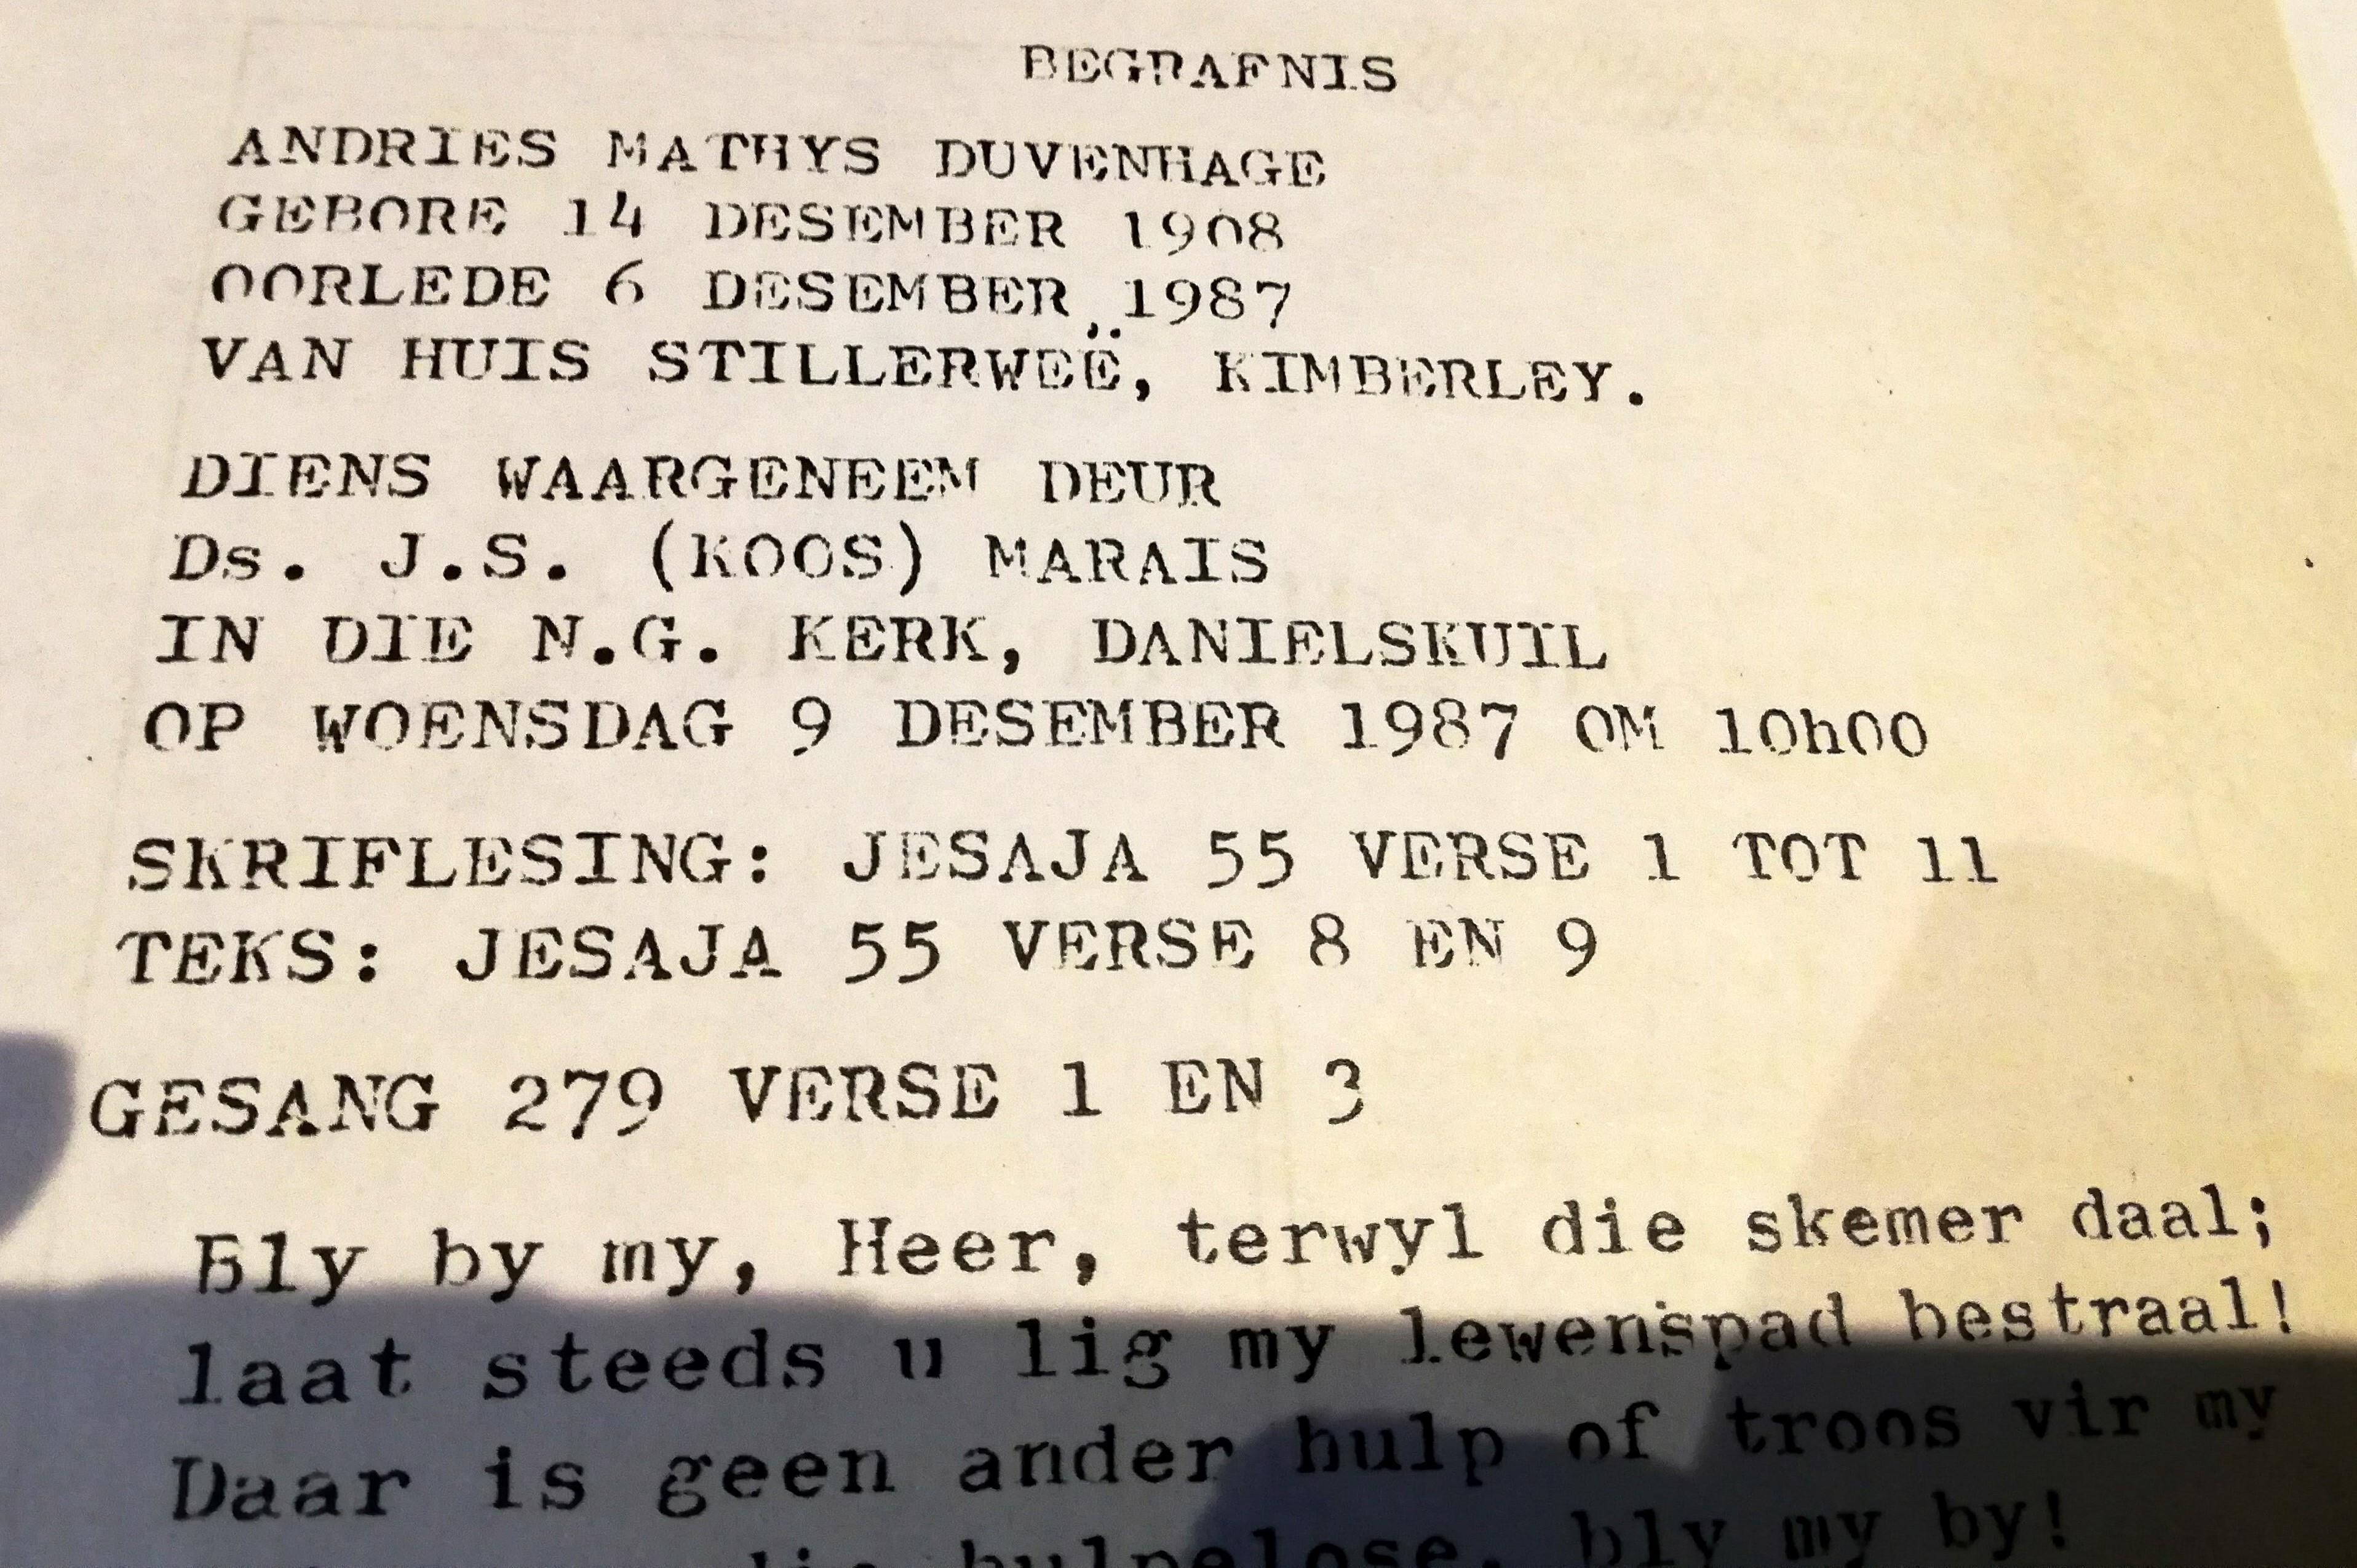 BEGRAFNIS
ANDRIES MATHYS DUVENHAGE
GEBORE 14 DESEMBER 1908
OORLEDE 6 DESEMBER 1987
VAN HUIS STILLERWEË, KIMBERLEY.
DIENS WAARGENEEM DEUR
Ds. J.S. (KOOS) MARAIS
IN DIE N.G. KERK, DANIELSKUIL
OP WOENSDAG 9 DESEMBER 1987 OM 10h00
SKRIFLESING: JESAJA 55 VERSE 1 TOT 11
TEKS: JESAJA 55 VERSE 8 EN 9
GESANG 279 VERSE 1 EN 3
Bly by my, Heer, terwyl die skemer daal;
laat steeds u lig my lewenspad bestraal!
Daar is geen ander hulp of troos vir my
die hulpelose, bly my by!